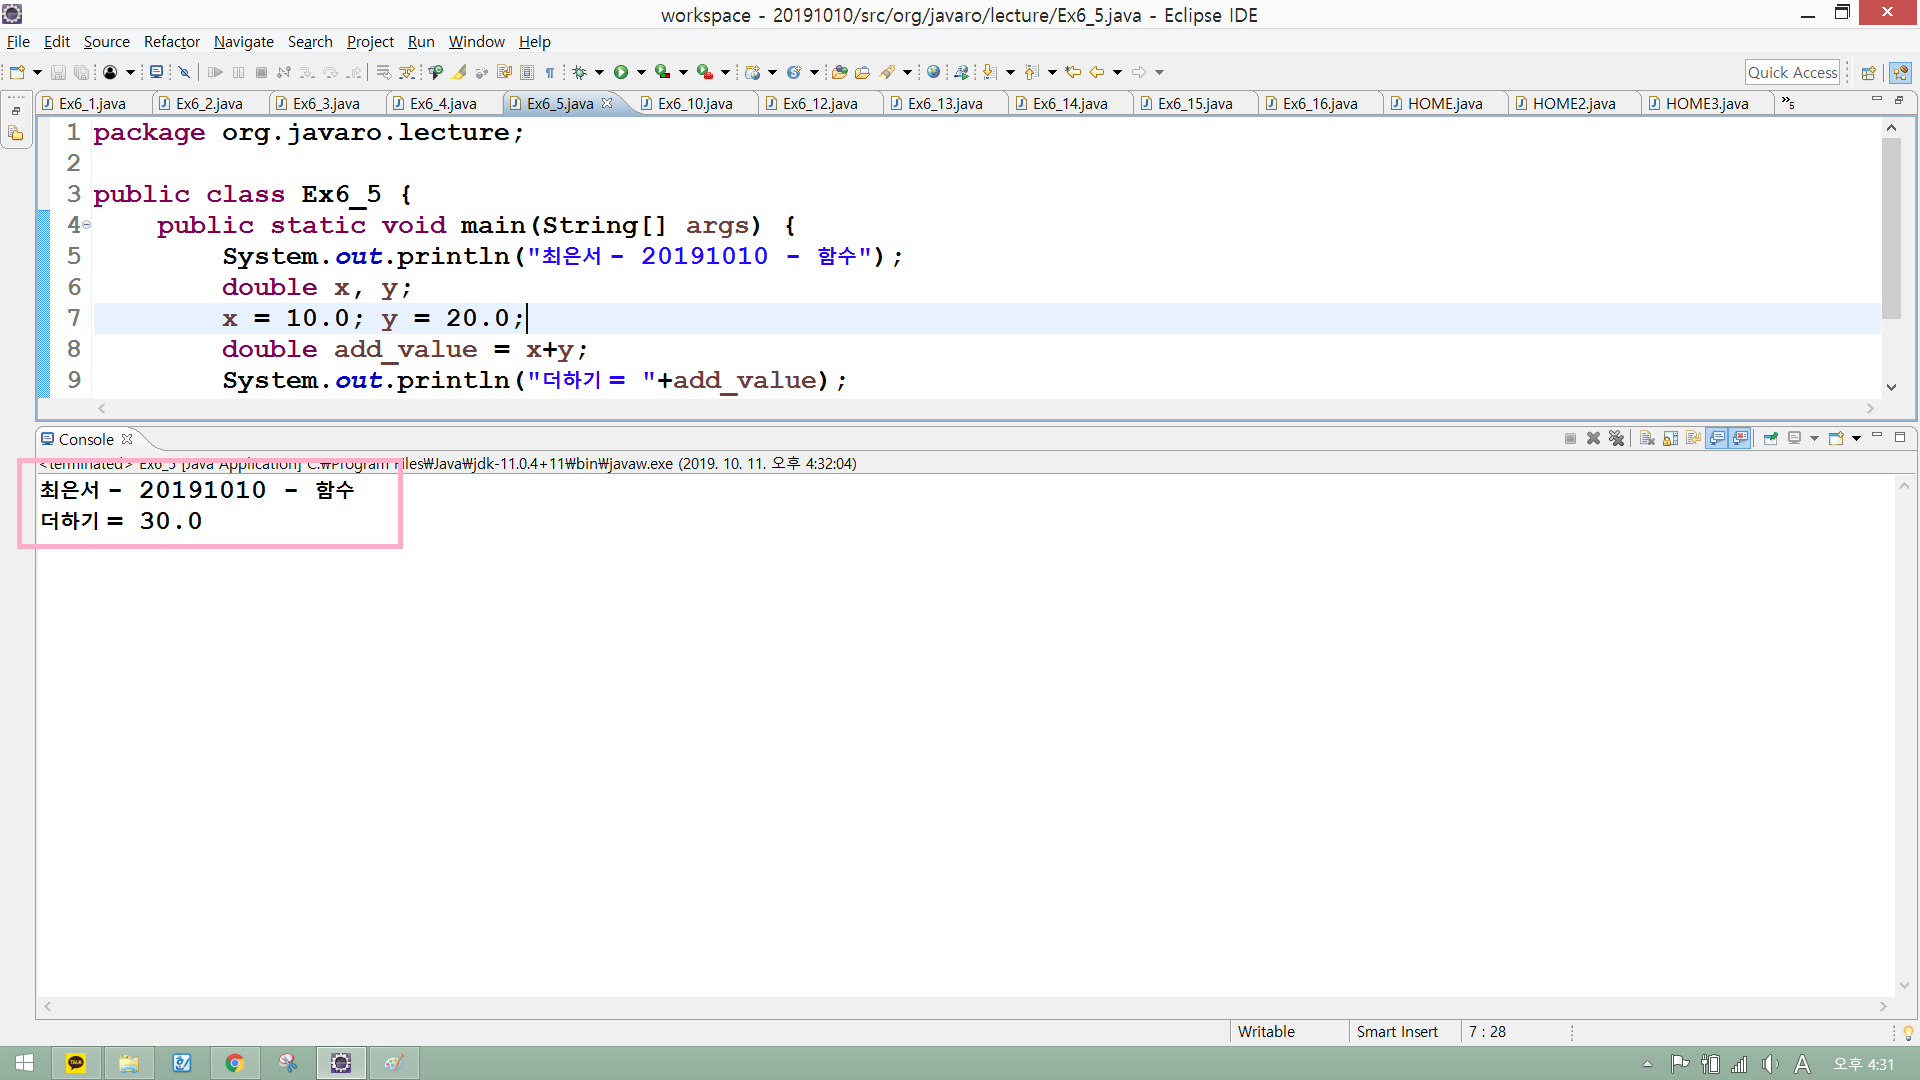 workspace - 20191010/src/org/javaro/lecture/Ex6_5.java - Eclipse IDE
File Edit Source Refactor Navigate Search Project Run Window Help
Quick Access
Ex6_1.java Ex6_2.java Ex6_3.java Ex6_4.java Ex6_5.java Ex6_10.java Ex6_12.java Ex6_13.java Ex6_14.java Ex6_15.java Ex6_16.java HOME.java HOME2.java HOME3.java »5
1 package org.javaro.lecture;
2
3 public class Ex6_5 {
4 public static void main(String[] args) {
5 System.out.println("최은서 - 20191010 - 함수");
6 double x, y;
7 x = 10.0; y = 20.0;
8 double add_value = x+y;
9 System.out.println("더하기 = "+add_value);
Console
<terminated> Ex6_5 [Java Application] C:₩Program Files₩Java₩jdk-11.0.4+11₩bin₩javaw.exe (2019. 10. 11. 오후 4:32:04)
최은서 - 20191010 - 함수
더하기 = 30.0
Writable Smart Insert 7 : 28
TALK A 오후 4:31